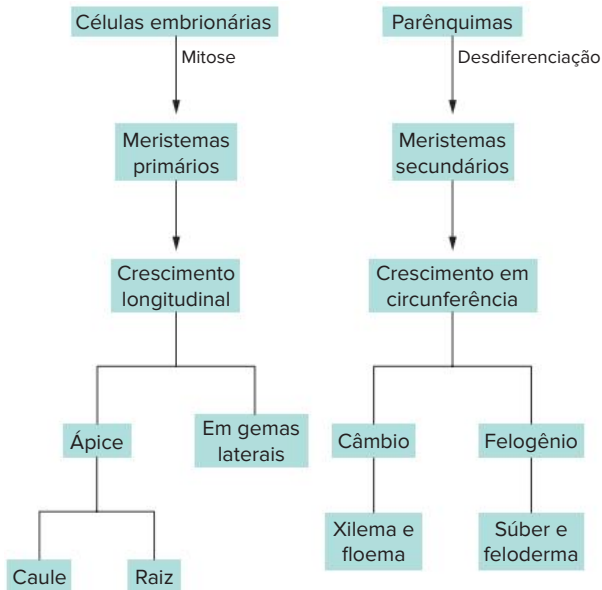 Células embrionárias
Mitose
Meristemas
primários
Crescimento
longitudinal
Ápice
Em gemas
laterais
Caule
Raiz
Parênquimas
Desdiferenciação
Meristemas
secundários
Crescimento em
circunferência
Câmbio
Felogênio
Xilema e
floema
Súber e
feloderma